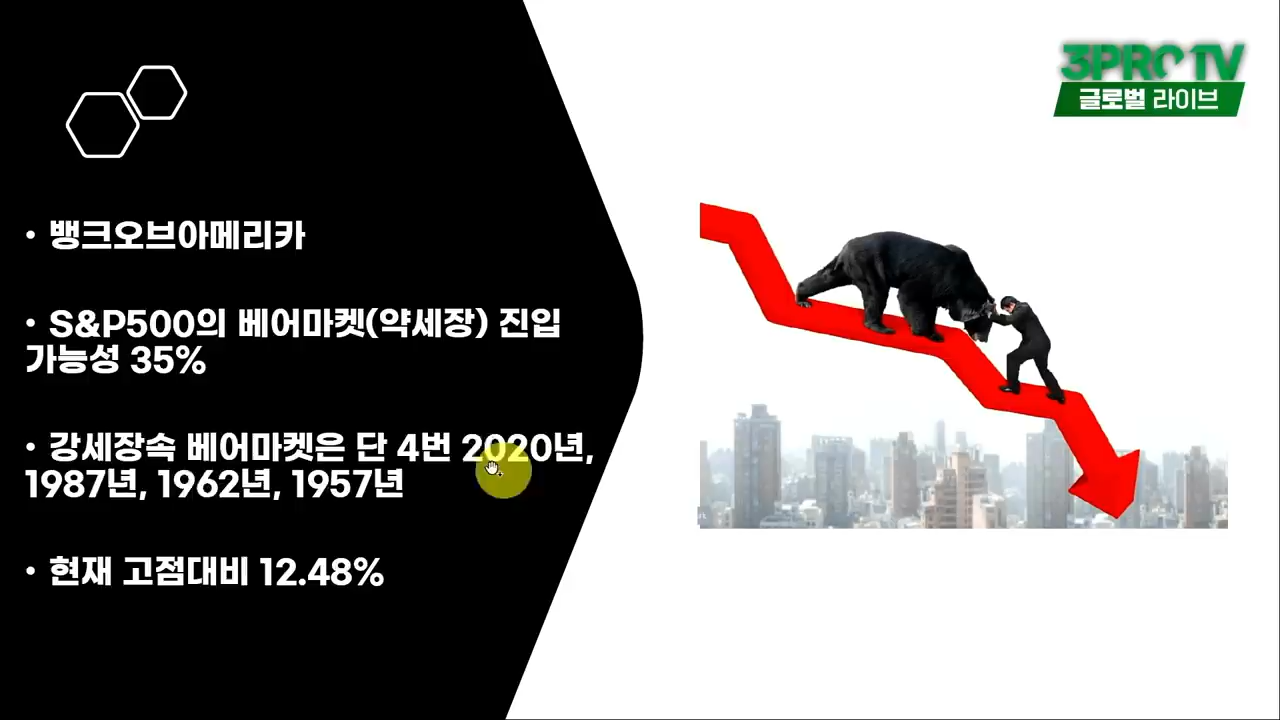 3PRO TV
글로벌 라이브
• 뱅크오브아메리카
• S&P500의 베어마켓(약세장) 진입
가능성 35%
• 강세장속 베어마켓은 단 4번 2020년,
1987년, 1962년, 1957년
• 현재 고점대비 12.48%